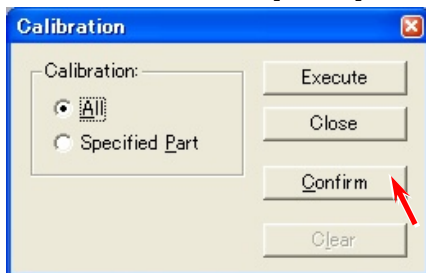 Calibration
Calibration:
All
Specified Part
Execute
Close
Confirm
Clear